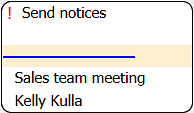 ! Send notices
Sales team meeting
Kelly Kulla